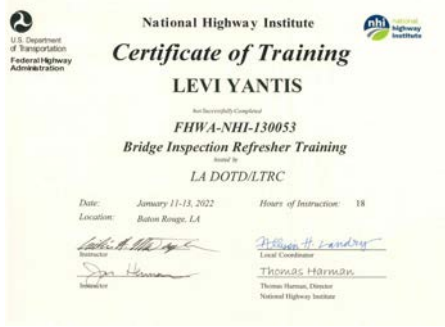 U.S. Department
of Transportation
Federal Highway
Administration
National Highway Institute
nhi national
highway
institute
Certificate of Training
LEVI YANTIS
has Successfully Completed
FHWA-NHI-130053
Bridge Inspection Refresher Training
hosted by
LA DOTD/LTRC
Date: January 11-13, 2022 Hours of Instruction: 18
Location: Baton Rouge, LA
Instructor
Allison H. Landry
Local Coordinator
Instructor
Thomas Harman
Thomas Harman, Director
National Highway Institute